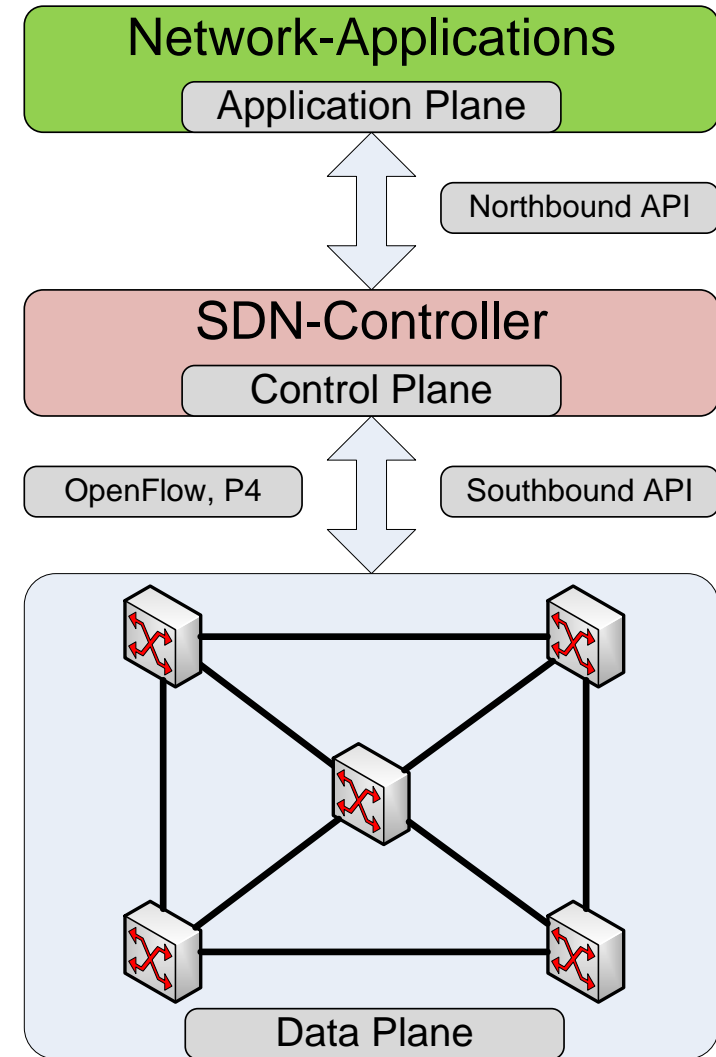 Network-Applications
Application Plane
Northbound API
SDN-Controller
Control Plane
OpenFlow, P4
Southbound API
Data Plane